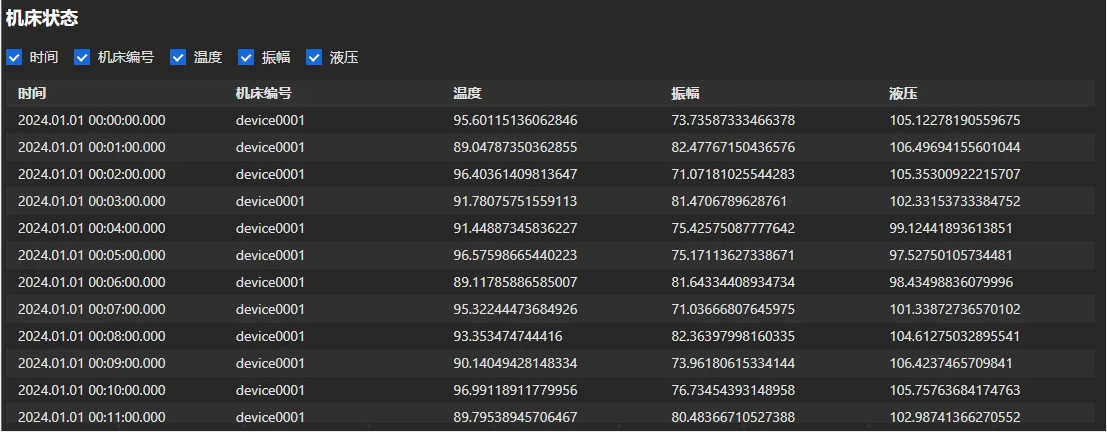 机床状态
时间 机床编号 温度 振幅 液压
时间 机床编号 温度 振幅 液压
2024.01.01 00:00:00.000 device0001 95.60115136062846 73.73587333466378 105.12278190559675
2024.01.01 00:01:00.000 device0001 89.04787350362855 82.47767150436576 106.49694155601044
2024.01.01 00:02:00.000 device0001 96.40361409813647 71.07181025544283 105.35300922215707
2024.01.01 00:03:00.000 device0001 91.78075751559113 81.4706789628761 102.33153733384752
2024.01.01 00:04:00.000 device0001 91.44887345836227 75.42575087777642 99.12441893613851
2024.01.01 00:05:00.000 device0001 96.57598665440223 75.17113627338671 97.52750105734481
2024.01.01 00:06:00.000 device0001 89.11785886585007 81.64334408934734 98.43498836079996
2024.01.01 00:07:00.000 device0001 95.32244473684926 71.03666807645975 101.33872736570102
2024.01.01 00:08:00.000 device0001 93.353474744416 82.36397998160335 104.61275032895541
2024.01.01 00:09:00.000 device0001 90.14049428148334 73.96180615334144 106.4237465709841
2024.01.01 00:10:00.000 device0001 96.99118911779956 76.73454393148958 105.75763684174763
2024.01.01 00:11:00.000 device0001 89.79538945706467 80.48366710527388 102.98741366270552